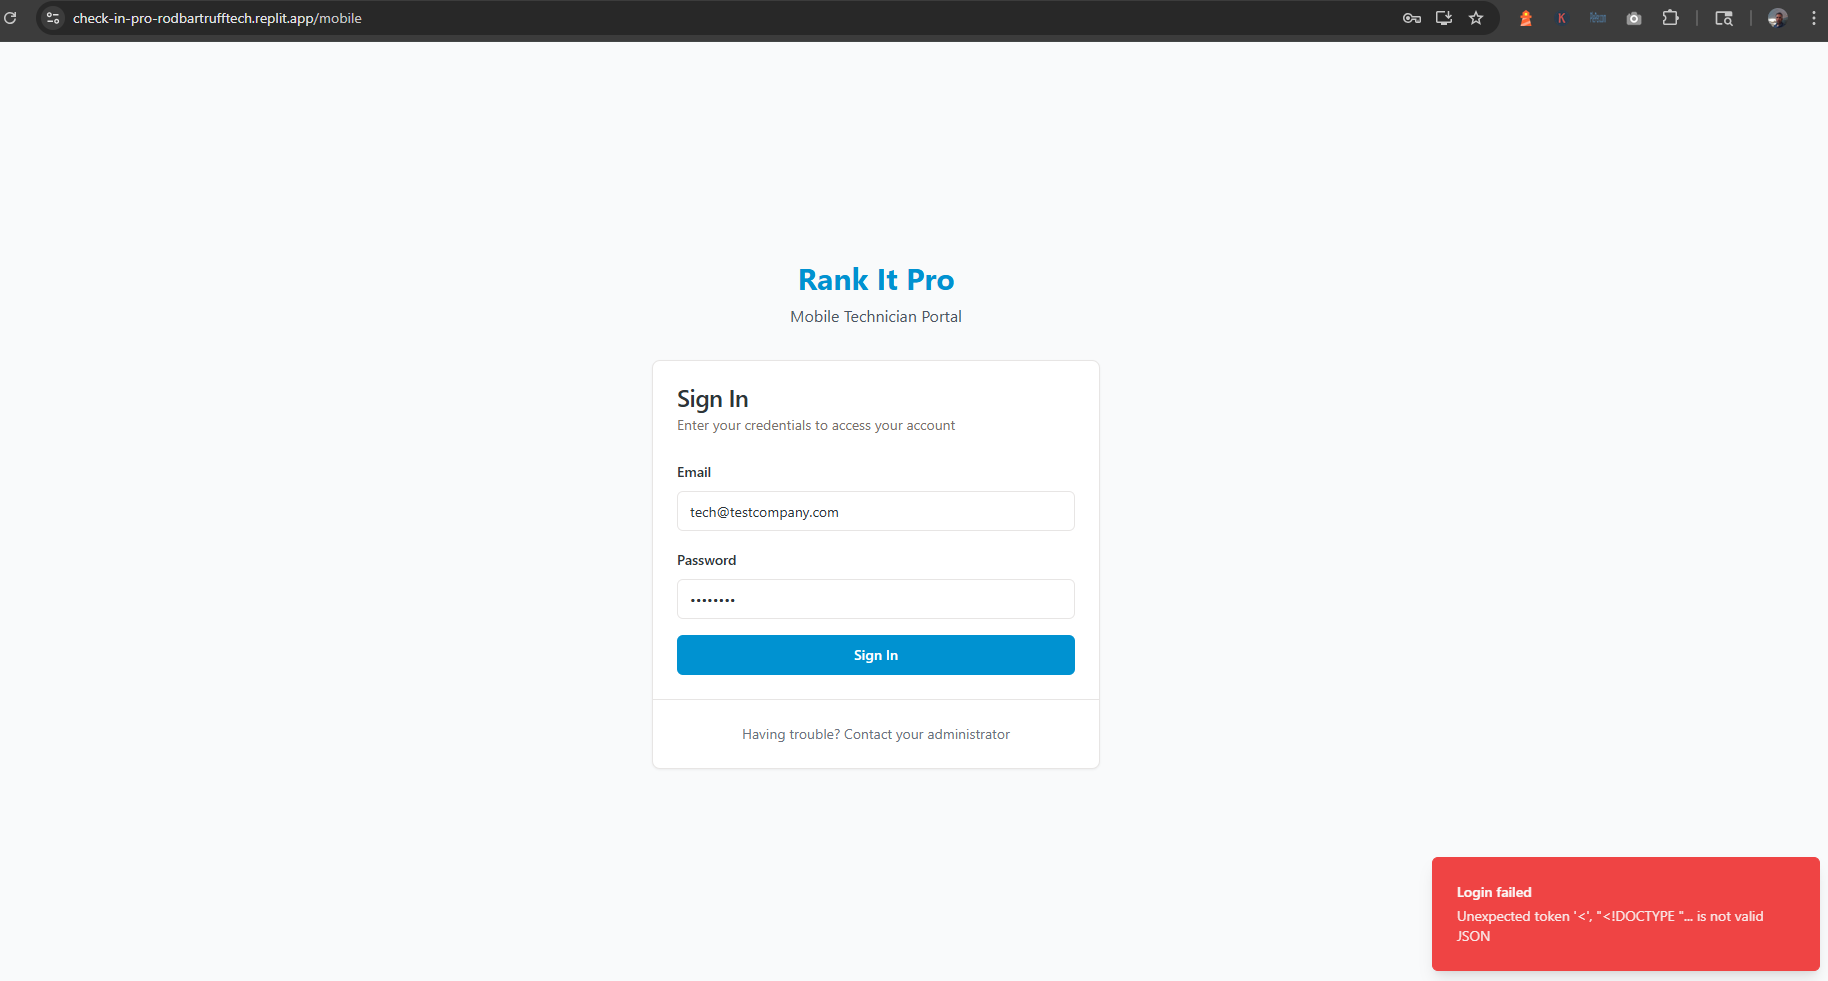 check-in-pro-rodbartrufftech.replit.app/mobile
K
Rank It Pro
Mobile Technician Portal
Sign In
Enter your credentials to access your account
Email
tech@testcompany.com
Password
••••••••
Sign In
Having trouble? Contact your administrator
Login failed
Unexpected token '<', "<!DOCTYPE "... is not valid
JSON